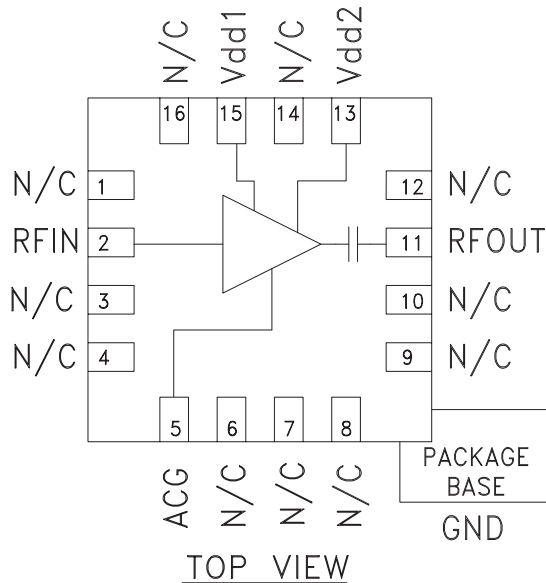 N/C Vdd1 N/C Vdd2
16 15 14 13
N/C 1 12 N/C
RFIN 2 11 RFOUT
N/C 3 10 N/C
N/C 4 9 N/C
5 6 7 8
ACG N/C N/C N/C
PACKAGE
BASE
GND
TOP VIEW